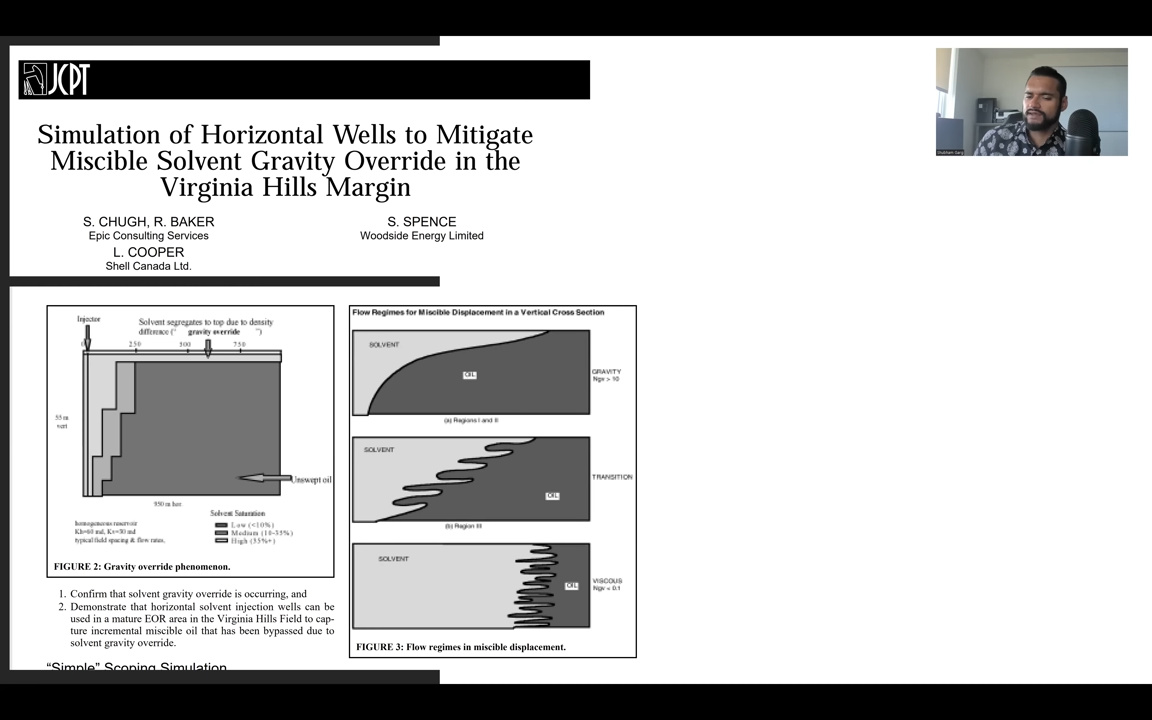 JCPT
Simulation of Horizontal Wells to Mitigate
Miscible Solvent Gravity Override in the
Virginia Hills Margin
S. CHUGH, R. BAKER
Epic Consulting Services
L. COOPER
Shell Canada Ltd.
S. SPENCE
Woodside Energy Limited
Injector
Solvent segregates to top due to density
difference (" gravity override ")
0 250 500 750
55 m
vert
Unswept oil
950 m hor.
homogeneous reservoir
Kh=60 md, Kv=30 md
typical field spacing & flow rates,
Solvent Saturation
Low (<10%)
Medium (10-35%)
High (35%+)
FIGURE 2: Gravity override phenomenon.
1. Confirm that solvent gravity override is occurring, and
2. Demonstrate that horizontal solvent injection wells can be
used in a mature EOR area in the Virginia Hills Field to cap-
ture incremental miscible oil that has been bypassed due to
solvent gravity override.
"Simple" Scoping Simulation
Flow Regimes for Miscible Displacement in a Vertical Cross Section
SOLVENT
OIL
GRAVITY
Ngv > 10
(a) Regions I and II
SOLVENT
OIL
TRANSITION
(b) Region III
SOLVENT
OIL
VISCOUS
Ngv = 0.1
FIGURE 3: Flow regimes in miscible displacement.